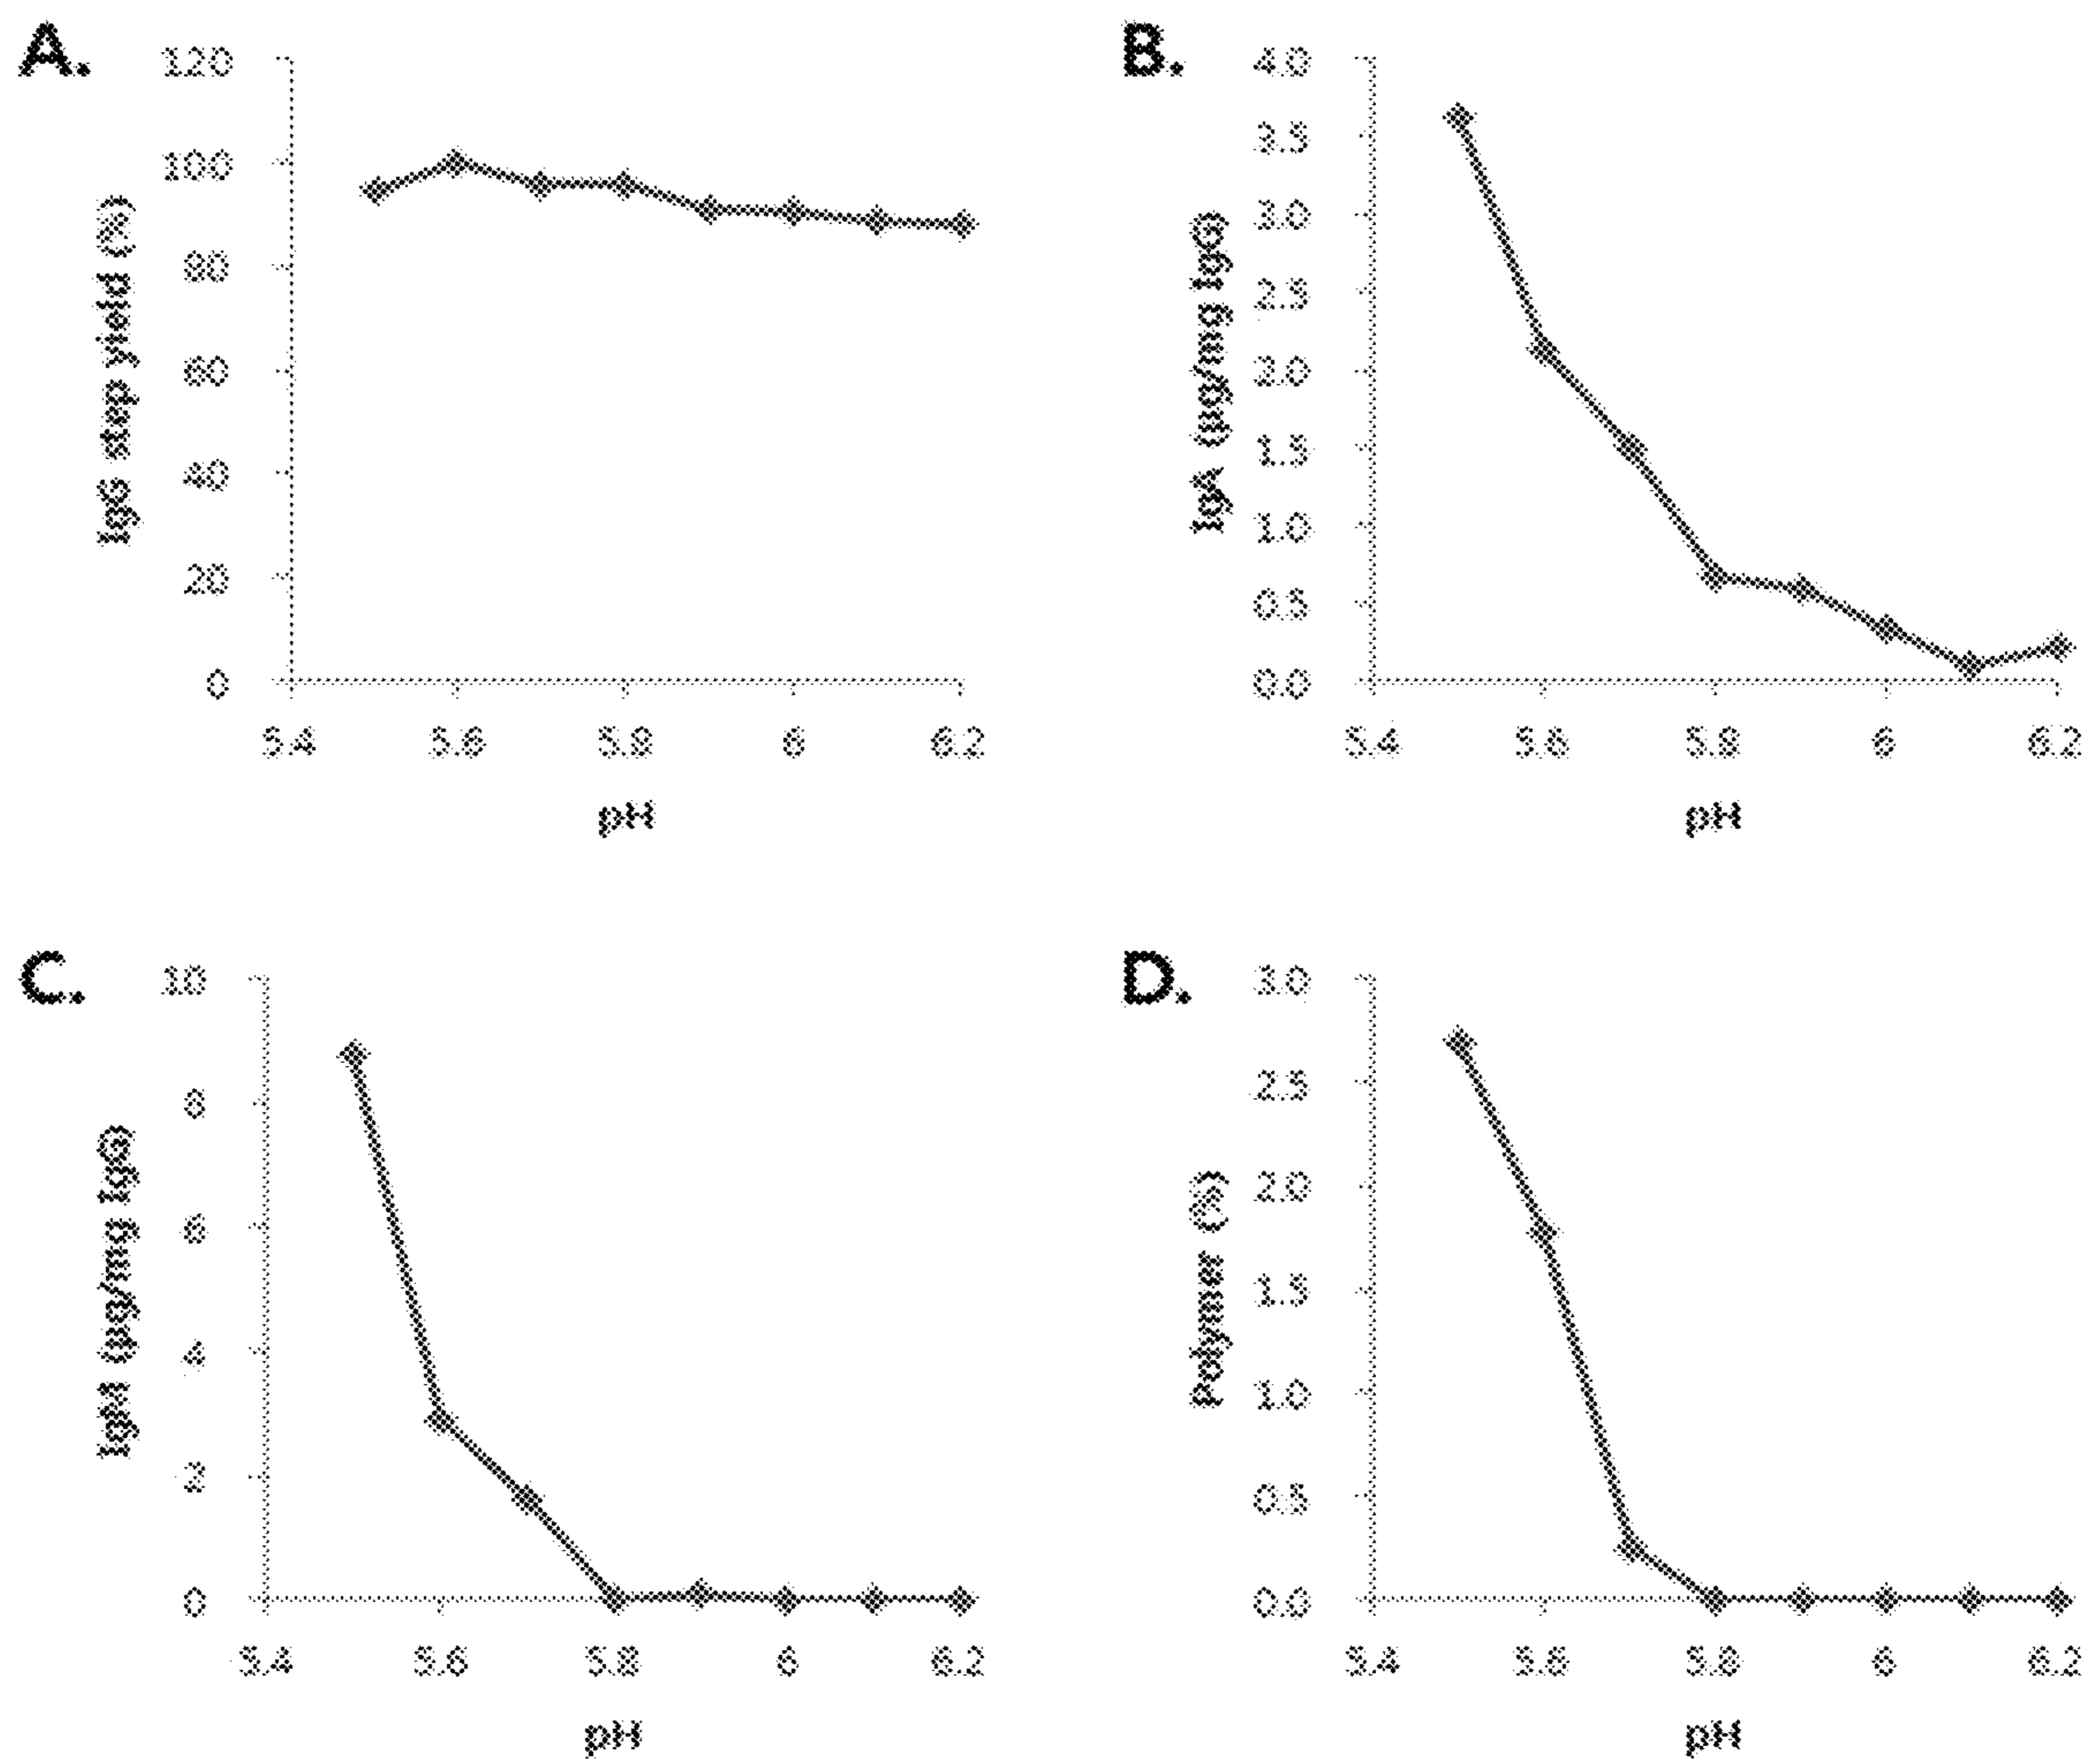 A.
IgG step yield (%)
120
100
80
60
40
20
0
5.4 5.6 5.8 6 6.2
pH
B.
IgA (µg/mg IgG)
4.0
3.5
3.0
2.5
2.0
1.5
1.0
0.5
0.0
5.4 5.6 5.8 6 6.2
pH
C.
IgM (µg/mg IgG)
10
8
6
4
2
0
5.4 5.6 5.8 6 6.2
pH
D.
Polymer (%)
3.0
2.5
2.0
1.5
1.0
0.5
0.0
5.4 5.6 5.8 6 6.2
pH